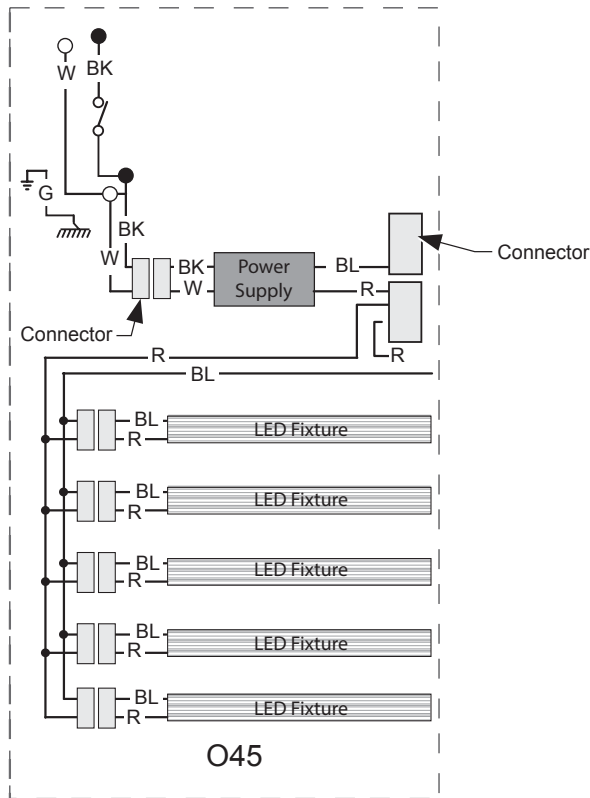 W BK
G
BK
W
BK Power BL
W Supply R
Connector
Connector
R
R
BL
BL
R LED Fixture
BL
R LED Fixture
BL
R LED Fixture
BL
R LED Fixture
BL
R LED Fixture
O45